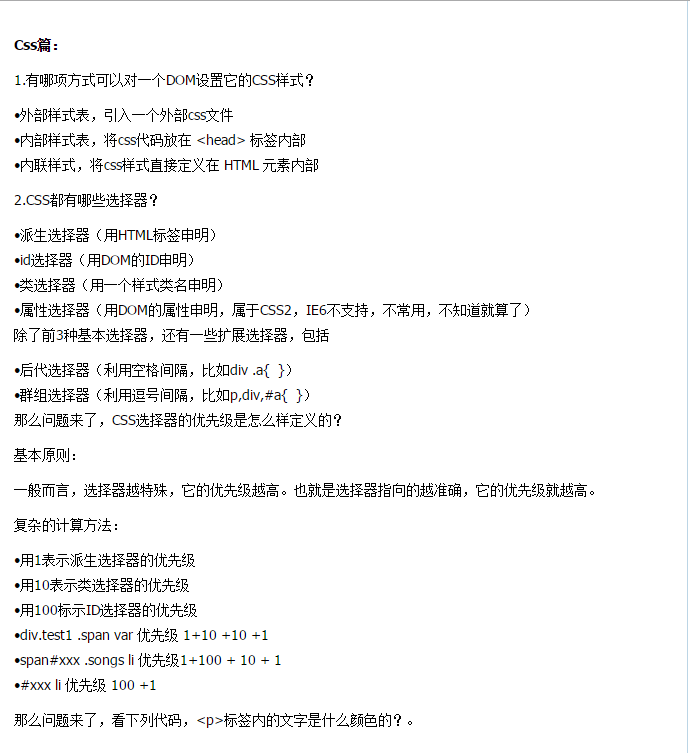 Css篇：
1.有哪项方式可以对一个DOM设置它的CSS样式？
•外部样式表，引入一个外部css文件
•内部样式表，将css代码放在 <head> 标签内部
•内联样式，将css样式直接定义在 HTML 元素内部
2.CSS都有哪些选择器？
•派生选择器（用HTML标签申明）
•id选择器（用DOM的ID申明）
•类选择器（用一个样式类名申明）
•属性选择器（用DOM的属性申明，属于CSS2，IE6不支持，不常用，不知道就算了）
除了前3种基本选择器，还有一些扩展选择器，包括
•后代选择器（利用空格间隔，比如div .a{  }）
•群组选择器（利用逗号间隔，比如p,div,#a{  }）
那么问题来了，CSS选择器的优先级是怎么样定义的？
基本原则：
一般而言，选择器越特殊，它的优先级越高。也就是选择器指向的越准确，它的优先级就越高。
复杂的计算方法：
•用1表示派生选择器的优先级
•用10表示类选择器的优先级
•用100标示ID选择器的优先级
•div.test1 .span var 优先级 1+10 +10 +1
•span#xxx .songs li 优先级1+100 + 10 + 1
•#xxx li 优先级 100 +1
那么问题来了，看下列代码，<p>标签内的文字是什么颜色的？。